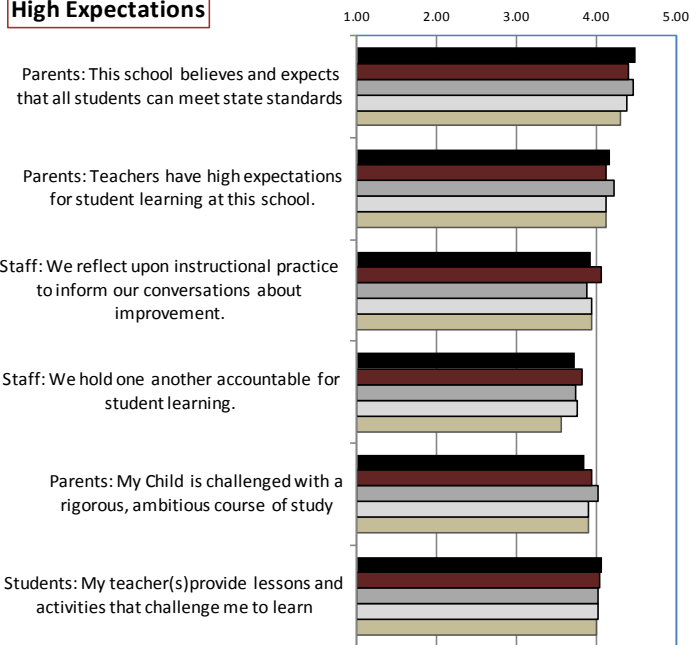 High Expectations
1.00 2.00 3.00 4.00 5.00
Parents: This school believes and expects
that all students can meet state standards
Parents: Teachers have high expectations
for student learning at this school.
Staff: We reflect upon instructional practice
to inform our conversations about
improvement.
Staff: We hold one another accountable for
student learning.
Parents: My Child is challenged with a
rigorous, ambitious course of study
Students: My teacher(s)provide lessons and
activities that challenge me to learn